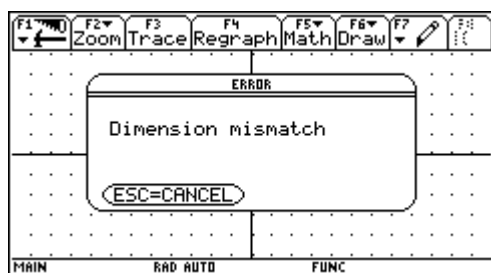 F1 F2 Zoom F3 Trace F4 Regraph F5 Math F6 Draw F7
ERROR
Dimension mismatch
ESC=CANCEL
MAIN RAD AUTO FUNC